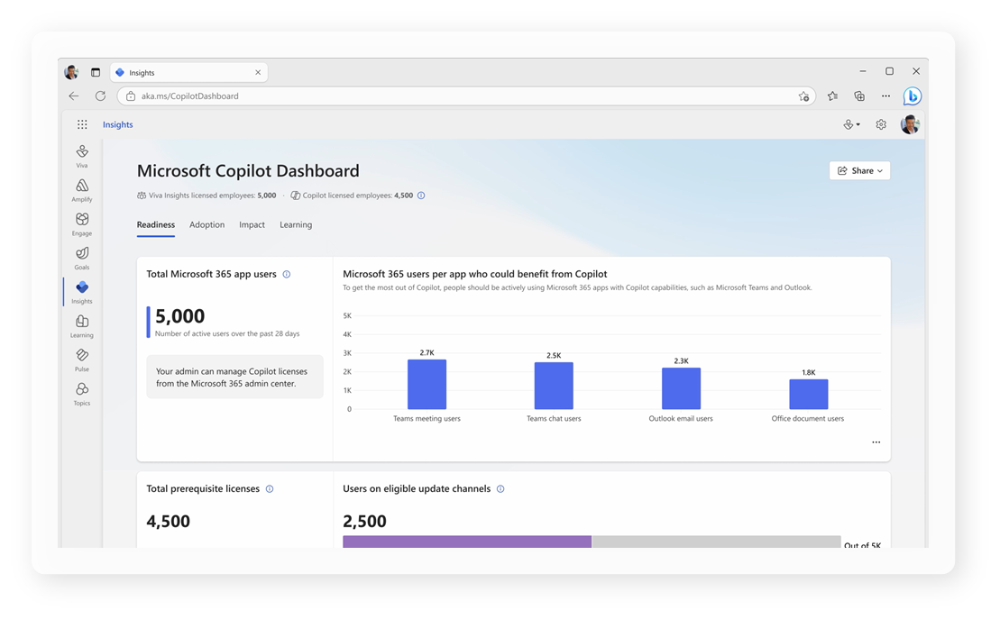 Insights
aka.ms/CopilotDashboard
Insights
Viva
Amplify
Engage
Goals
Insights
Learning
Pulse
Topics
Microsoft Copilot Dashboard
Share
Viva Insights licensed employees: 5,000 · Copilot licensed employees: 4,500
Readiness Adoption Impact Learning
Total Microsoft 365 app users
5,000
Number of active users over the past 28 days
Your admin can manage Copilot licenses
from the Microsoft 365 admin center.
Microsoft 365 users per app who could benefit from Copilot
To get the most out of Copilot, people should be actively using Microsoft 365 apps with Copilot capabilities, such as Microsoft Teams and Outlook.
5K
4K
3K
2K
1K
0
2.7K
2.5K
2.3K
1.8K
Teams meeting users
Teams chat users
Outlook email users
Office document users
Total prerequisite licenses
4,500
Users on eligible update channels
2,500
Out of 5K